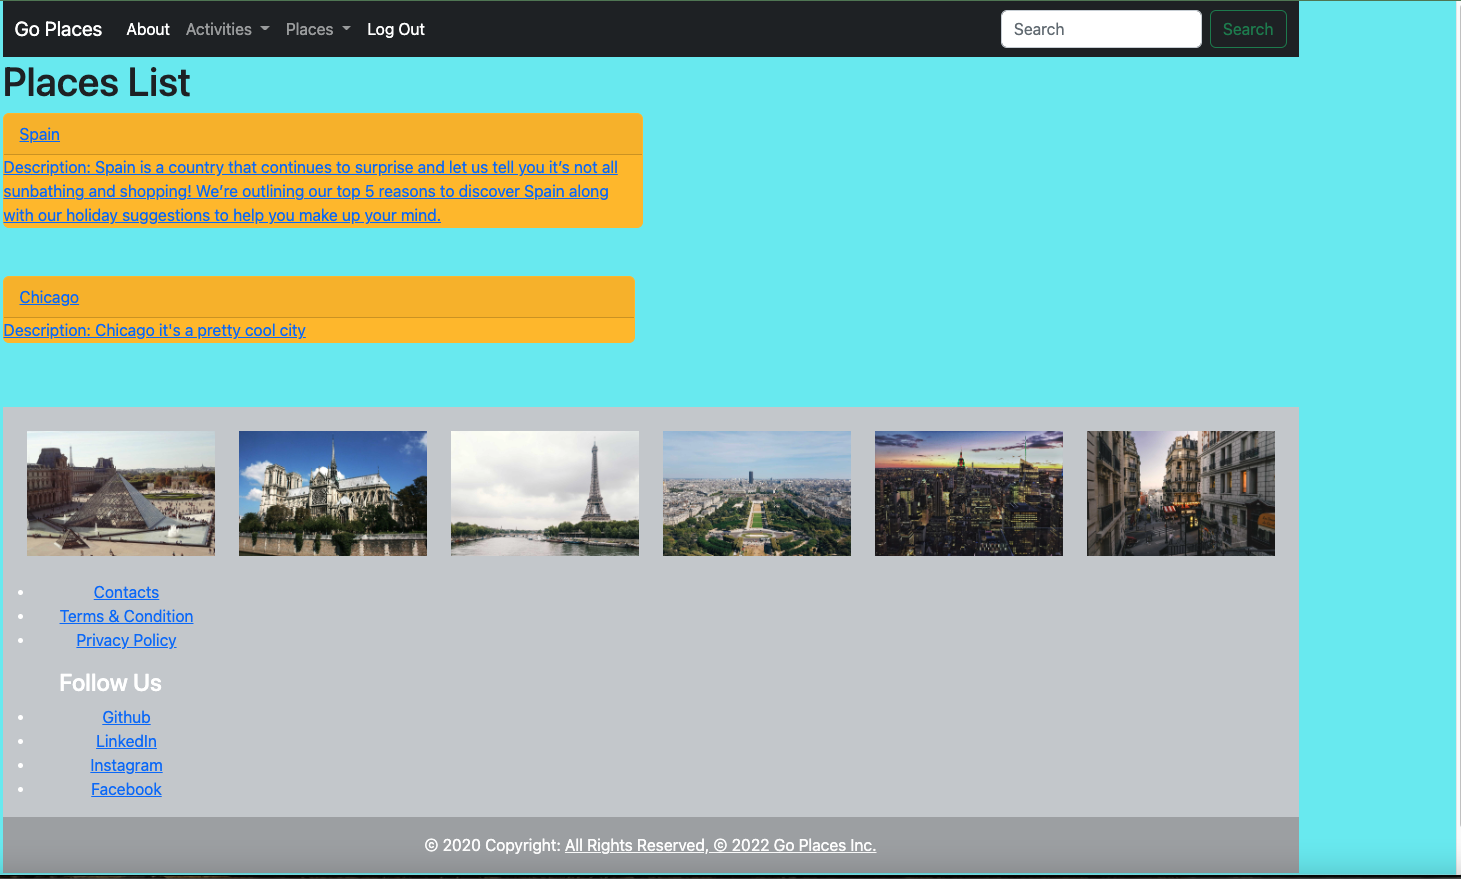 Go Places About Activities Places Log Out Search Search
Places List
Spain
Description: Spain is a country that continues to surprise and let us tell you it’s not all
sunbathing and shopping! We’re outlining our top 5 reasons to discover Spain along
with our holiday suggestions to help you make up your mind.
Chicago
Description: Chicago it's a pretty cool city
Contacts
Terms & Condition
Privacy Policy
Follow Us
Github
LinkedIn
Instagram
Facebook
© 2020 Copyright: All Rights Reserved, © 2022 Go Places Inc.